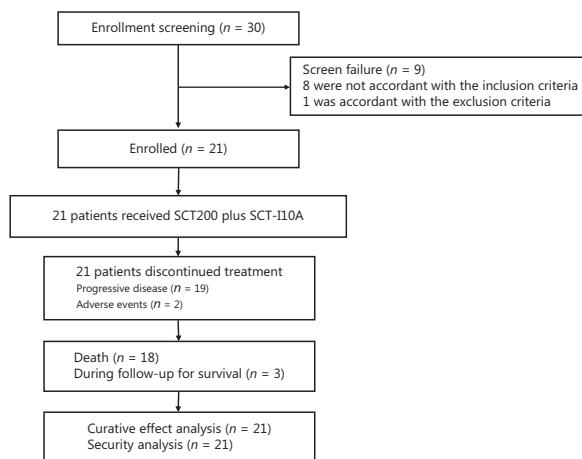 Enrollment screening (n = 30)
Screen failure (n = 9)
8 were not accordant with the inclusion criteria
1 was accordant with the exclusion criteria
Enrolled (n = 21)
21 patients received SCT200 plus SCT-I10A
21 patients discontinued treatment
Progressive disease (n = 19)
Adverse events (n = 2)
Death (n = 18)
During follow-up for survival (n = 3)
Curative effect analysis (n = 21)
Security analysis (n = 21)